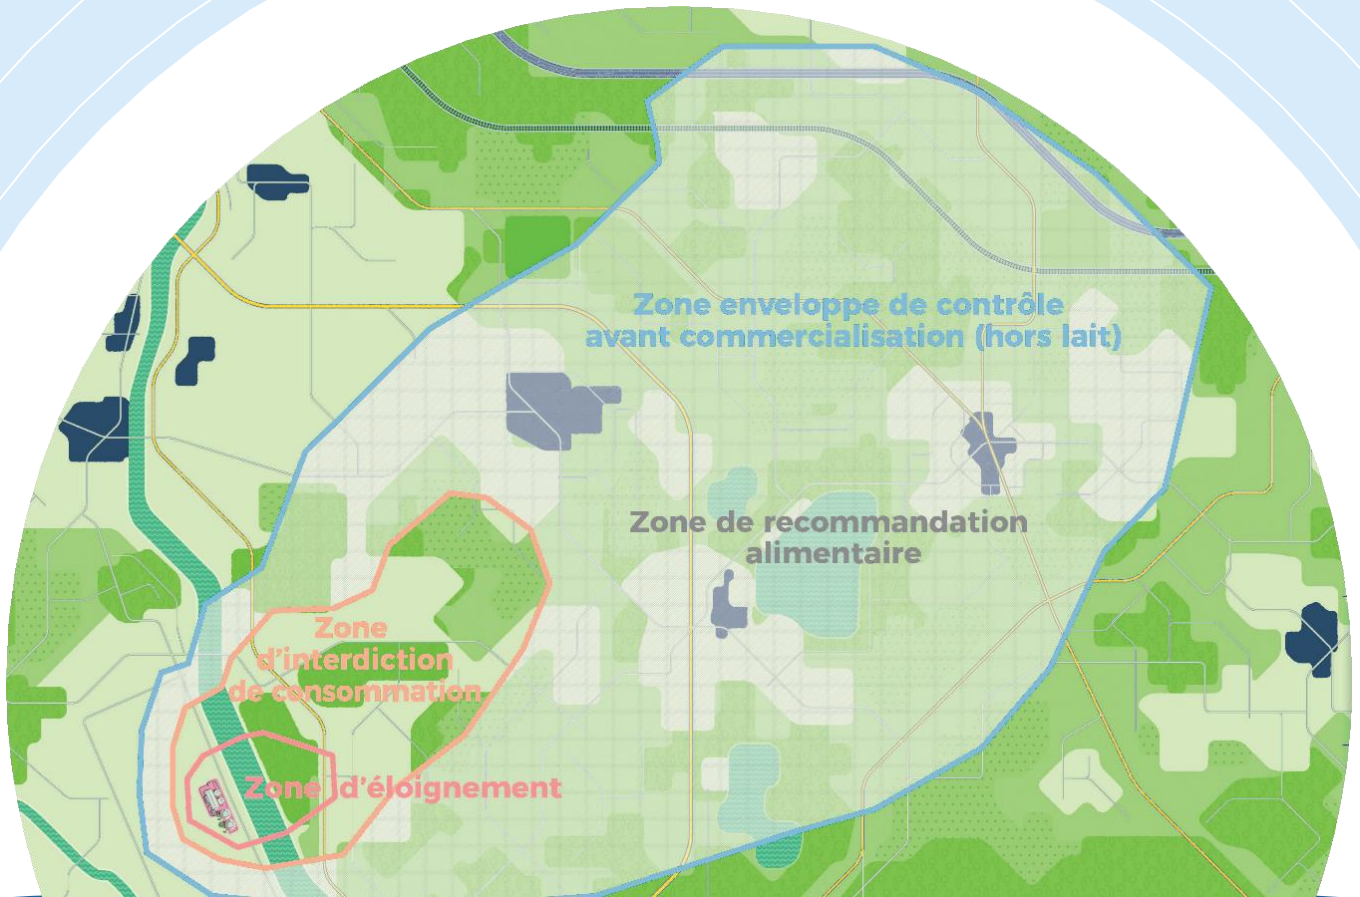 Zone enveloppe de contrôle
avant commercialisation (hors lait)
Zone de recommandation
alimentaire
Zone
d'interdiction
de consommation
Zone d'éloignement